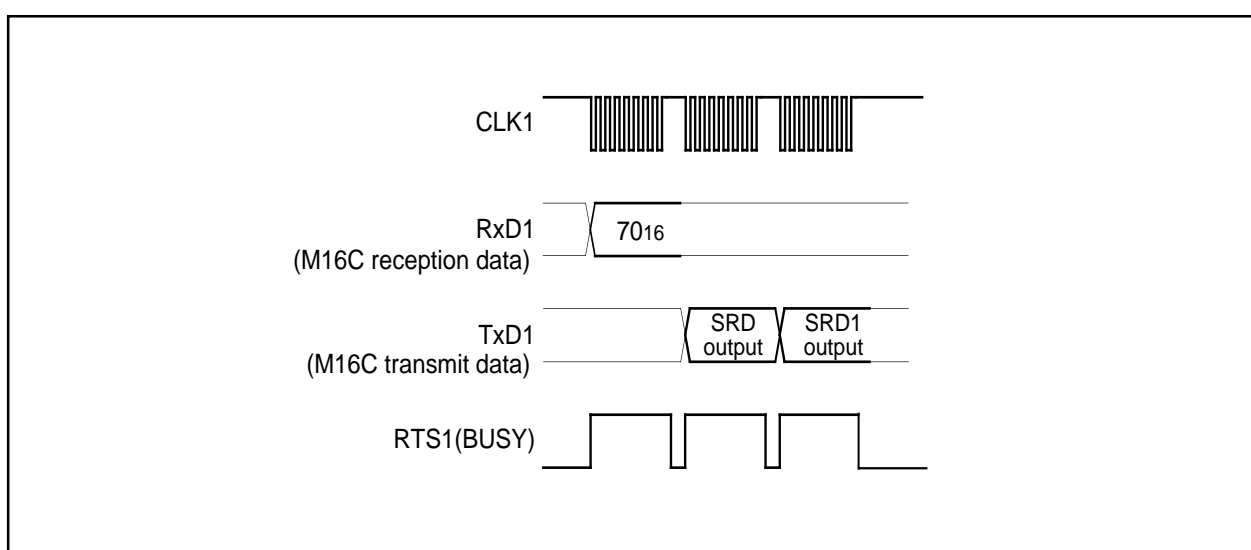 CLK1
RxD1
(M16C reception data)
7016
TxD1
(M16C transmit data)
SRD
output
SRD1
output
RTS1(BUSY)